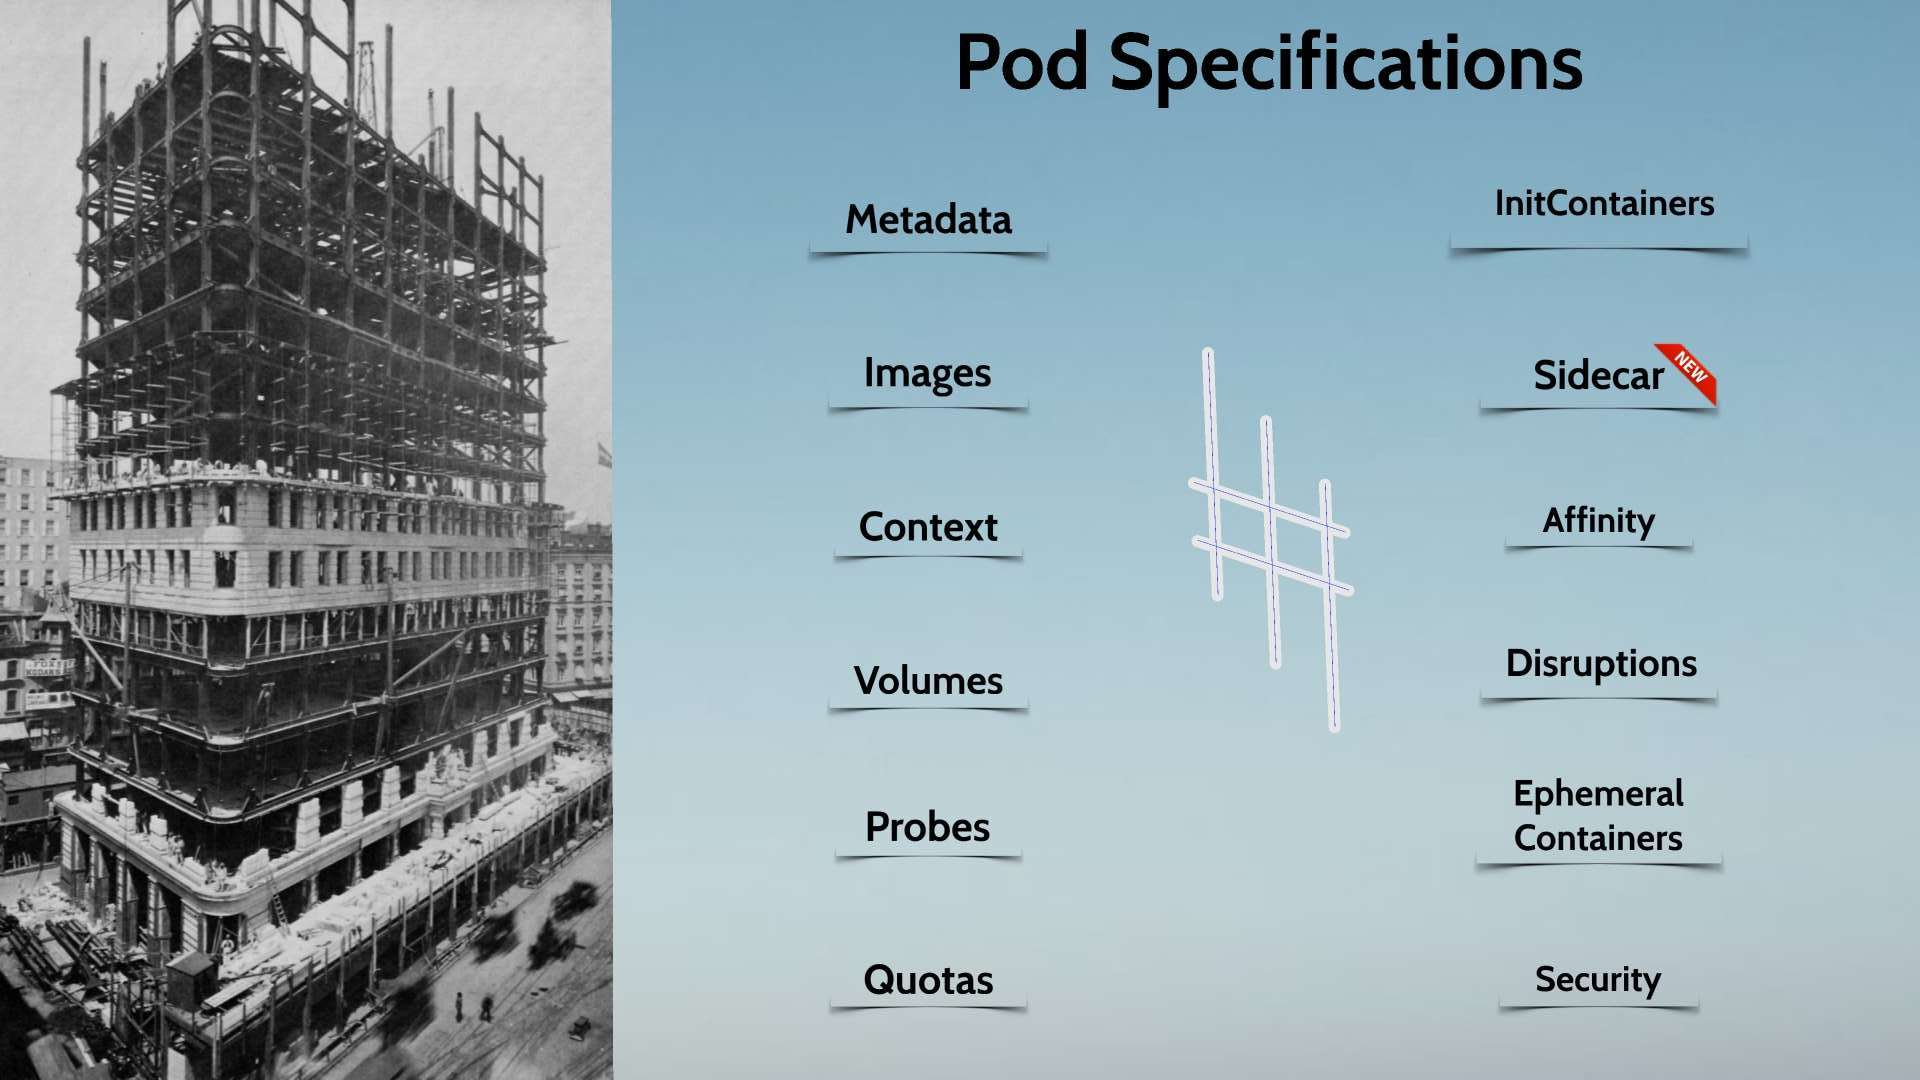 Pod Specifications
Metadata
Images
Context
Volumes
Probes
Quotas
InitContainers
Sidecar
NEW
Affinity
Disruptions
Ephemeral
Containers
Security